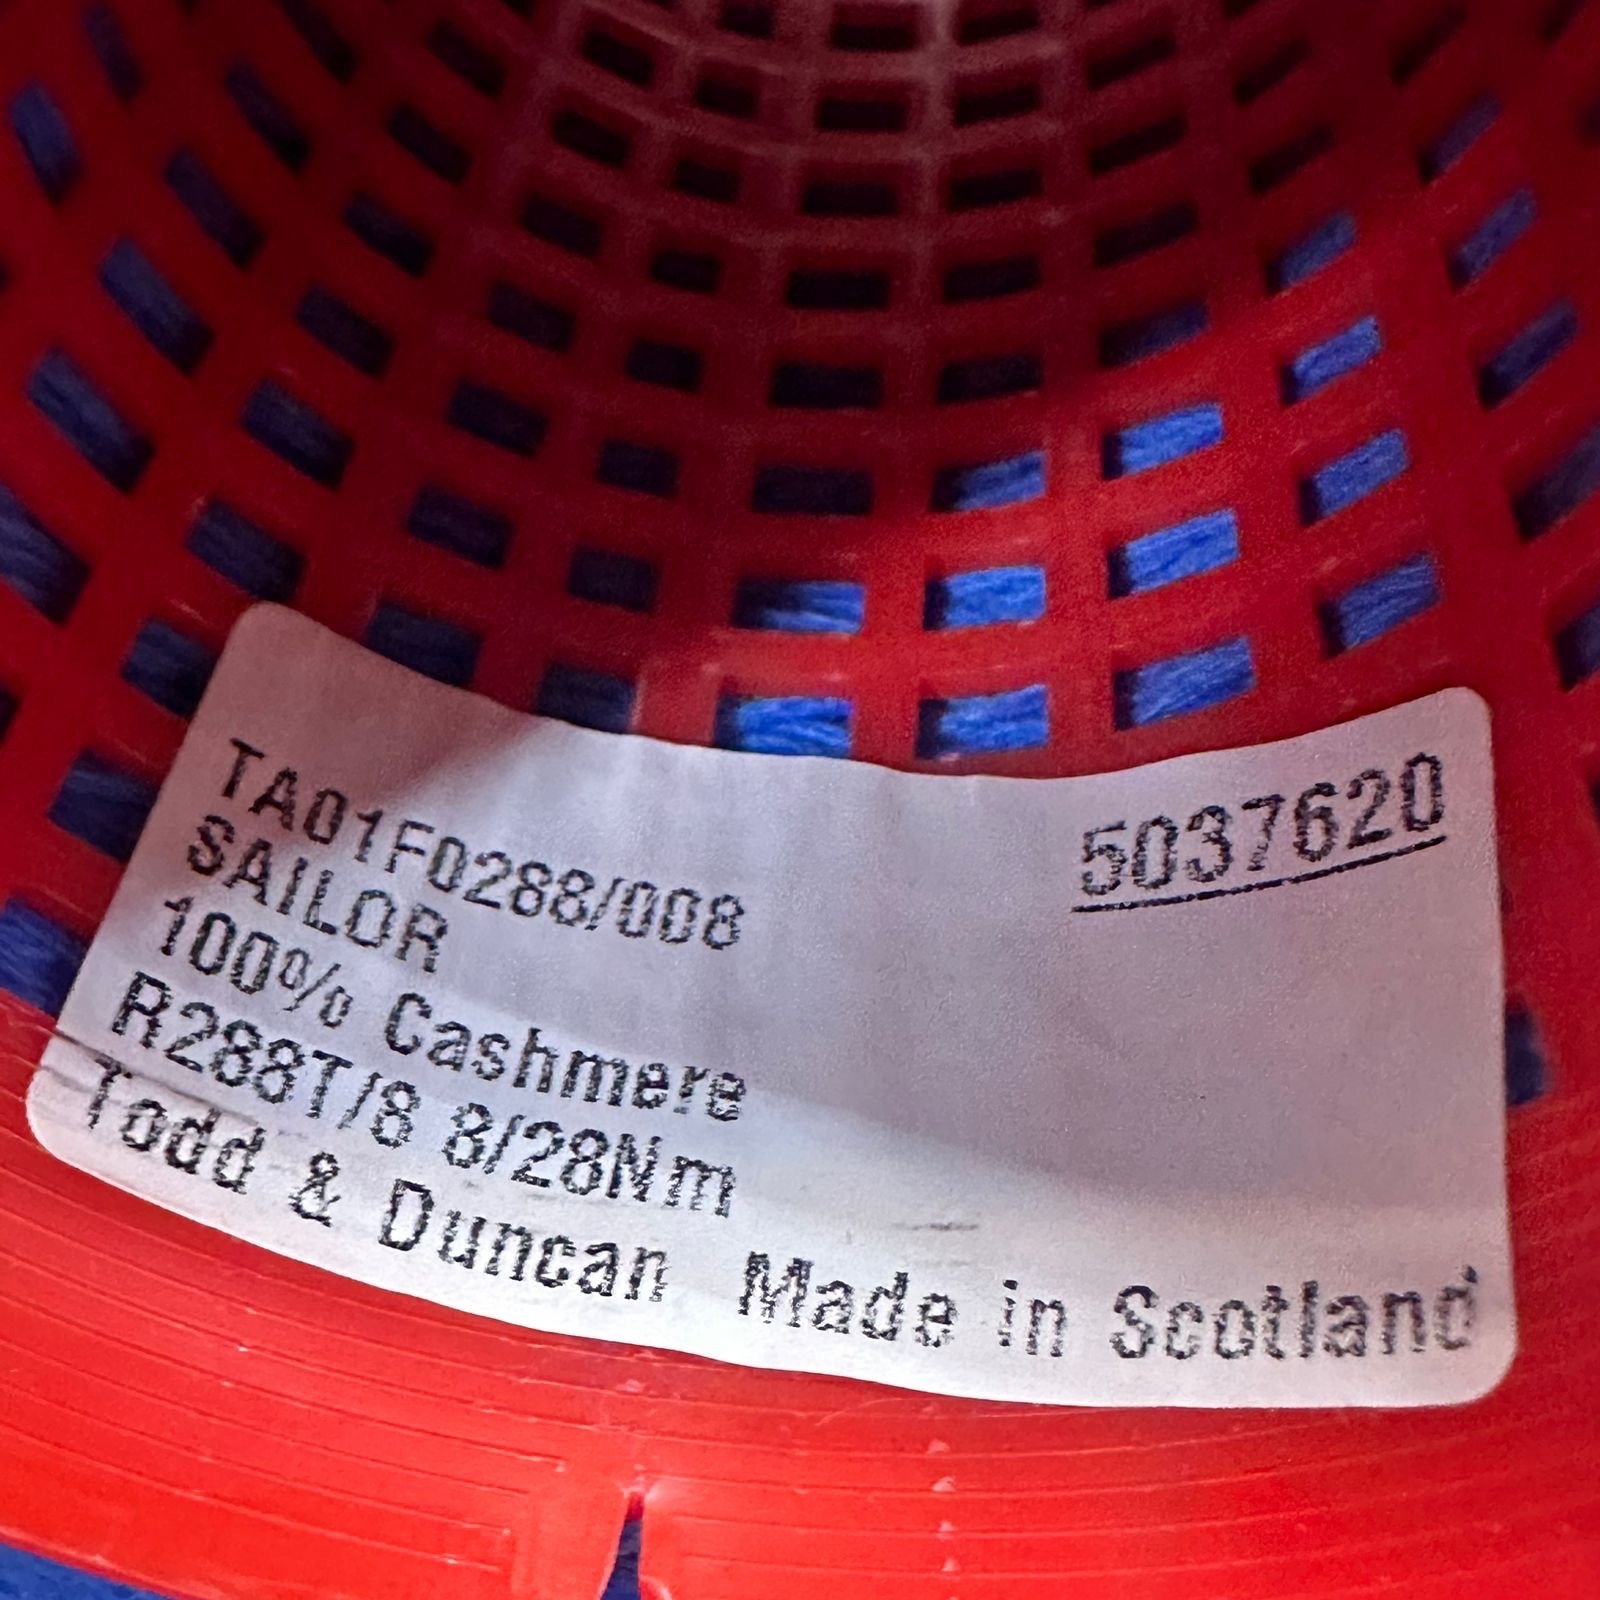 TA01F0288/008
5037620
SAILOR
100% Cashmere
R288T/8 8/28Nm
Todd & Duncan Made in Scotland